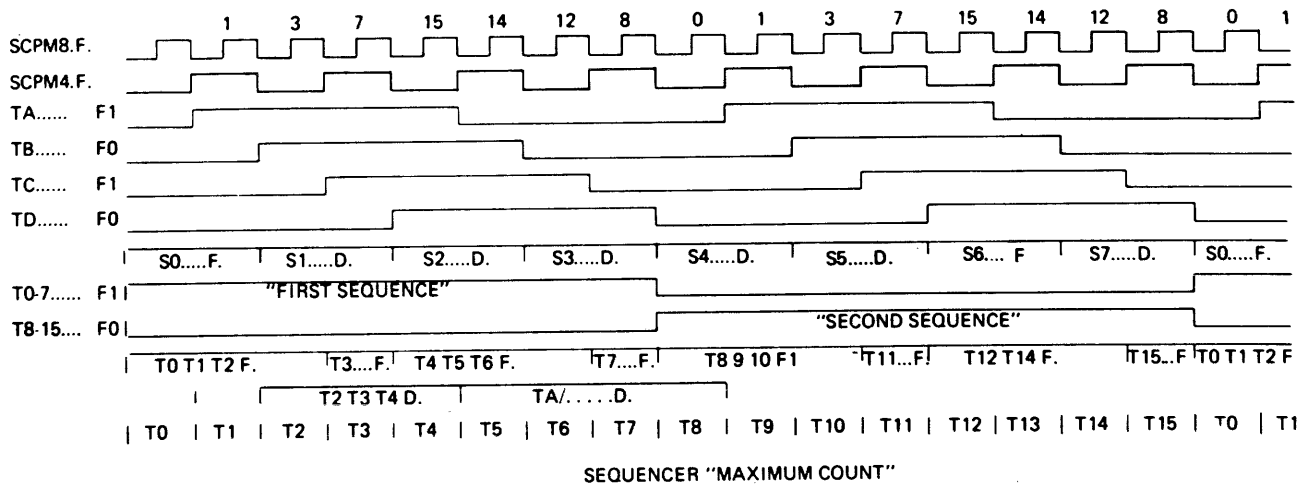 1 3 7 15 14 12 8 0 1 3 7 15 14 12 8 0 1
SCPM8.F.
SCPM4.F.
TA...... F1
TB...... F0
TC...... F1
TD...... F0
S0.....F. S1.....D. S2.....D. S3.....D. S4.....D. S5.....D. S6.... F S7.....D. S0.....F.
T0-7...... F1 "FIRST SEQUENCE"
T8-15.... F0 "SECOND SEQUENCE"
T0 T1 T2 F. T3....F. T4 T5 T6 F. T7....F. T8 9 10 F1 T11...F T12 T14 F. T15...F T0 T1 T2 F
T2 T3 T4 D. TA/.....D.
T0 T1 T2 T3 T4 T5 T6 T7 T8 T9 T10 T11 T12 T13 T14 T15 T0 T1
SEQUENCER "MAXIMUM COUNT"